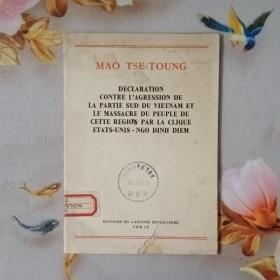 MAO TSE-TOUNG
DECLARATION
CONTRE L'AGRESSION DE
LA PARTIE SUD DU VIETNAM ET
LE MASSACRE DU PEUPLE DE
CETTE REGION PAR LA CLIQUE
ETATS-UNIS - NGO DINH DIEM
EDITIONS EN LANGUES ETRANGERES
PEKIN